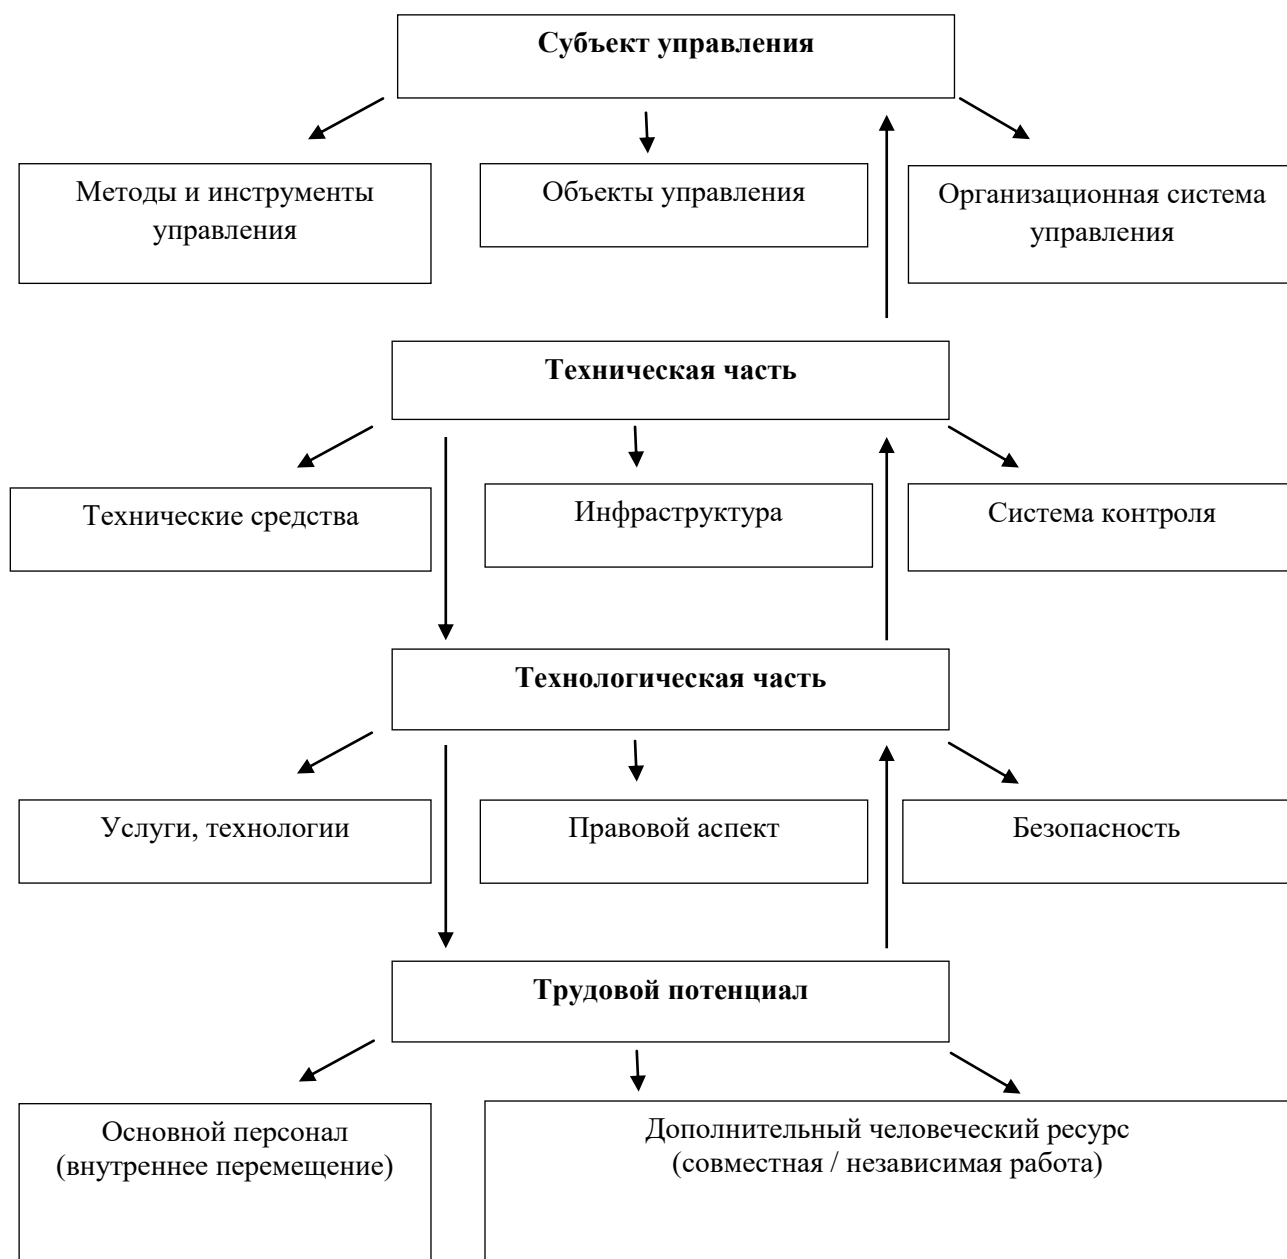 Субъект управления
Методы и инструменты
управления
Объекты управления
Организационная система
управления
Техническая часть
Технические средства
Инфраструктура
Система контроля
Технологическая часть
Услуги, технологии
Правовой аспект
Безопасность
Трудовой потенциал
Основной персонал
(внутреннее перемещение)
Дополнительный человеческий ресурс
(совместная / независимая работа)